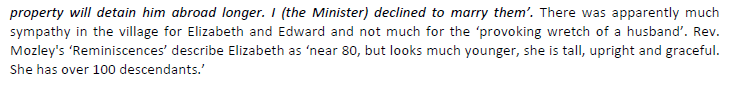 property will detain him abroad longer. I (the Minister) declined to marry them’. There was apparently much
sympathy in the village for Elizabeth and Edward and not much for the ‘provoking wretch of a husband’. Rev.
Mozley's ‘Reminiscences’ describe Elizabeth as ‘near 80, but looks much younger, she is tall, upright and graceful.
She has over 100 descendants.’